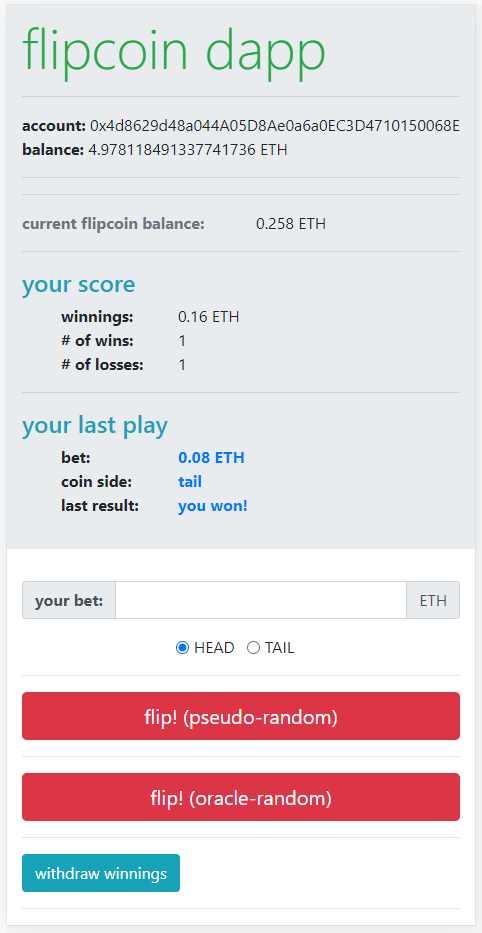 flipcoin dapp
account: 0x4d8629d48a044A05D8Ae0a6a0EC3D4710150068E
balance: 4.978118491337741736 ETH
current flipcoin balance: 0.258 ETH
your score
winnings: 0.16 ETH
# of wins: 1
# of losses: 1
your last play
bet: 0.08 ETH
coin side: tail
last result: you won!
your bet: ETH
HEAD TAIL
flip! (pseudo-random)
flip! (oracle-random)
withdraw winnings